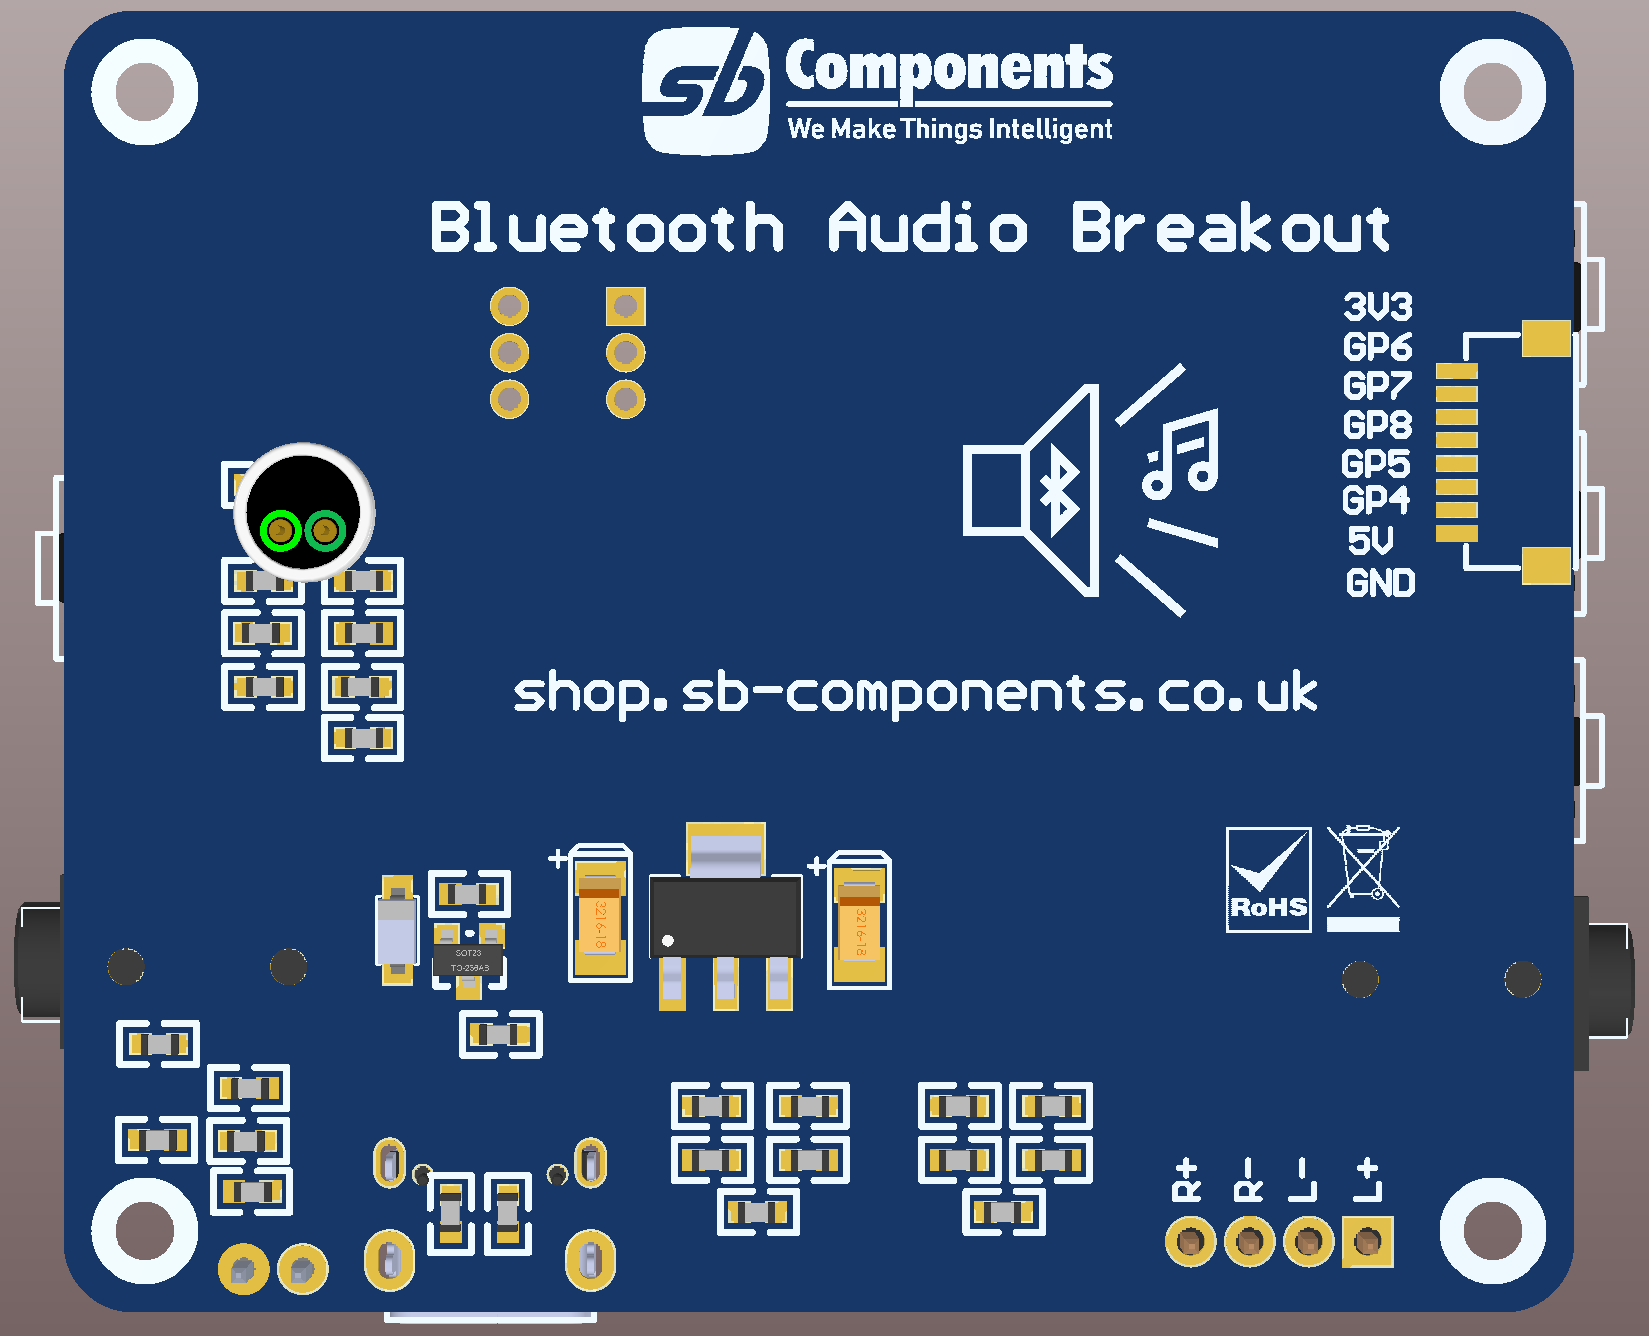 sb Components
We Make Things Intelligent
Bluetooth Audio Breakout
3V3
GP6
GP7
GP8
GP5
GP4
5V
GND
shop.sb-components.co.uk
+
3216-18
+
3216-18
SOT23
TO-236AB
RoHS
R+
R-
L-
L+